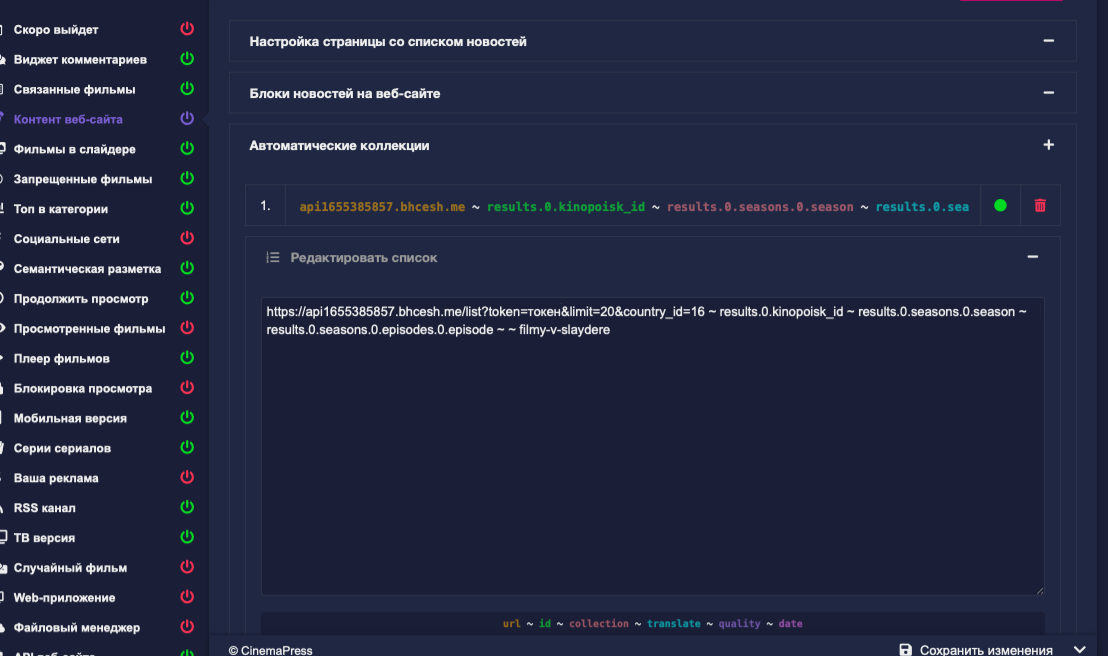 Скоро выйдет
Виджет комментариев
Связанные фильмы
Контент веб-сайта
Фильмы в слайдере
Запрещенные фильмы
Топ в категории
Социальные сети
Семантическая разметка
Продолжить просмотр
Просмотренные фильмы
Плеер фильмов
Блокировка просмотра
Мобильная версия
Серии сериалов
Ваша реклама
RSS канал
ТВ версия
Случайный фильм
Web-приложение
Файловый менеджер
API веб-сайта
Настройка страницы со списком новостей
Блоки новостей на веб-сайте
Автоматические коллекции
1. api1655385857.bhcesh.me ~ results.0.kinopoisk_id ~ results.0.seasons.0.season ~ results.0.sea
Редактировать список
https://api1655385857.bhcesh.me/list?token=токен&limit=20&country_id=16 ~ results.0.kinopoisk_id ~ results.0.seasons.0.season ~
results.0.seasons.0.episodes.0.episode ~ ~ filmy-v-slaydere
url ~ id ~ collection ~ translate ~ quality ~ date
© CinemaPress
Сохранить изменения